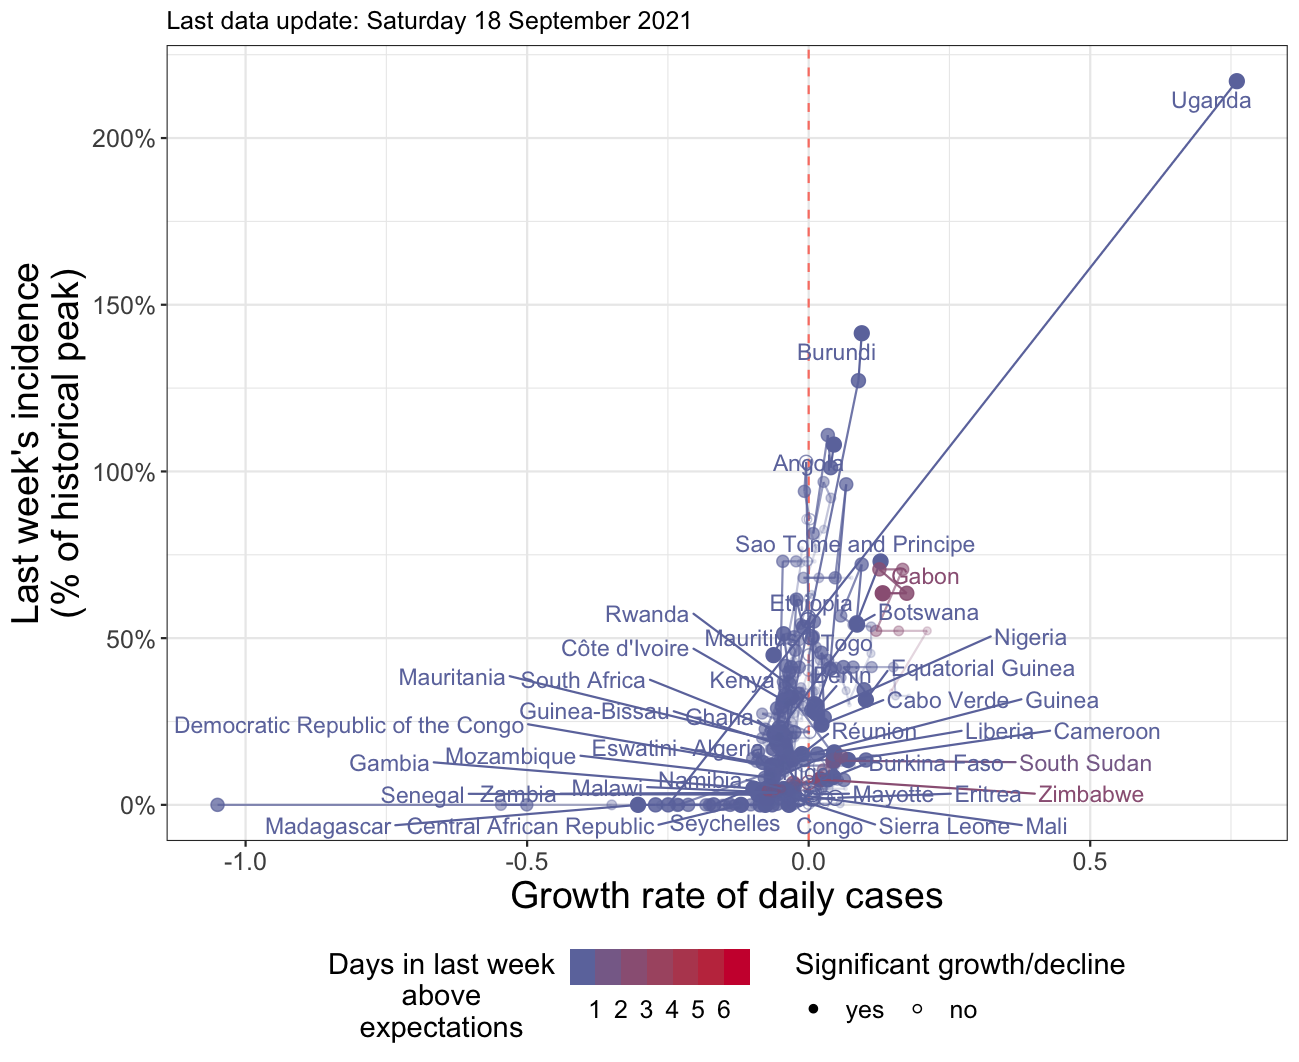 Last data update: Saturday 18 September 2021
Last week's incidence
(% of historical peak)
200%
150%
100%
50%
0%
Uganda
Burundi
Angola
Sao Tome and Principe
Gabon
Ethiopia
Rwanda
Botswana
Mauritius
Togo
Nigeria
Côte d'Ivoire
Mauritania
South Africa
Kenya
Benin
Equatorial Guinea
Guinea-Bissau
Ghana
Cabo Verde
Guinea
Democratic Republic of the Congo
Réunion
Liberia
Cameroon
Gambia
Mozambique
Eswatini
Algeria
Burkina Faso
South Sudan
Senegal
Zambia
Malawi
Namibia
Mayotte
Eritrea
Zimbabwe
Madagascar
Central African Republic
Seychelles
Congo
Sierra Leone
Mali
-1.0
-0.5
0.0
0.5
Growth rate of daily cases
Days in last week
above
expectations
1 2 3 4 5 6
Significant growth/decline
yes
no